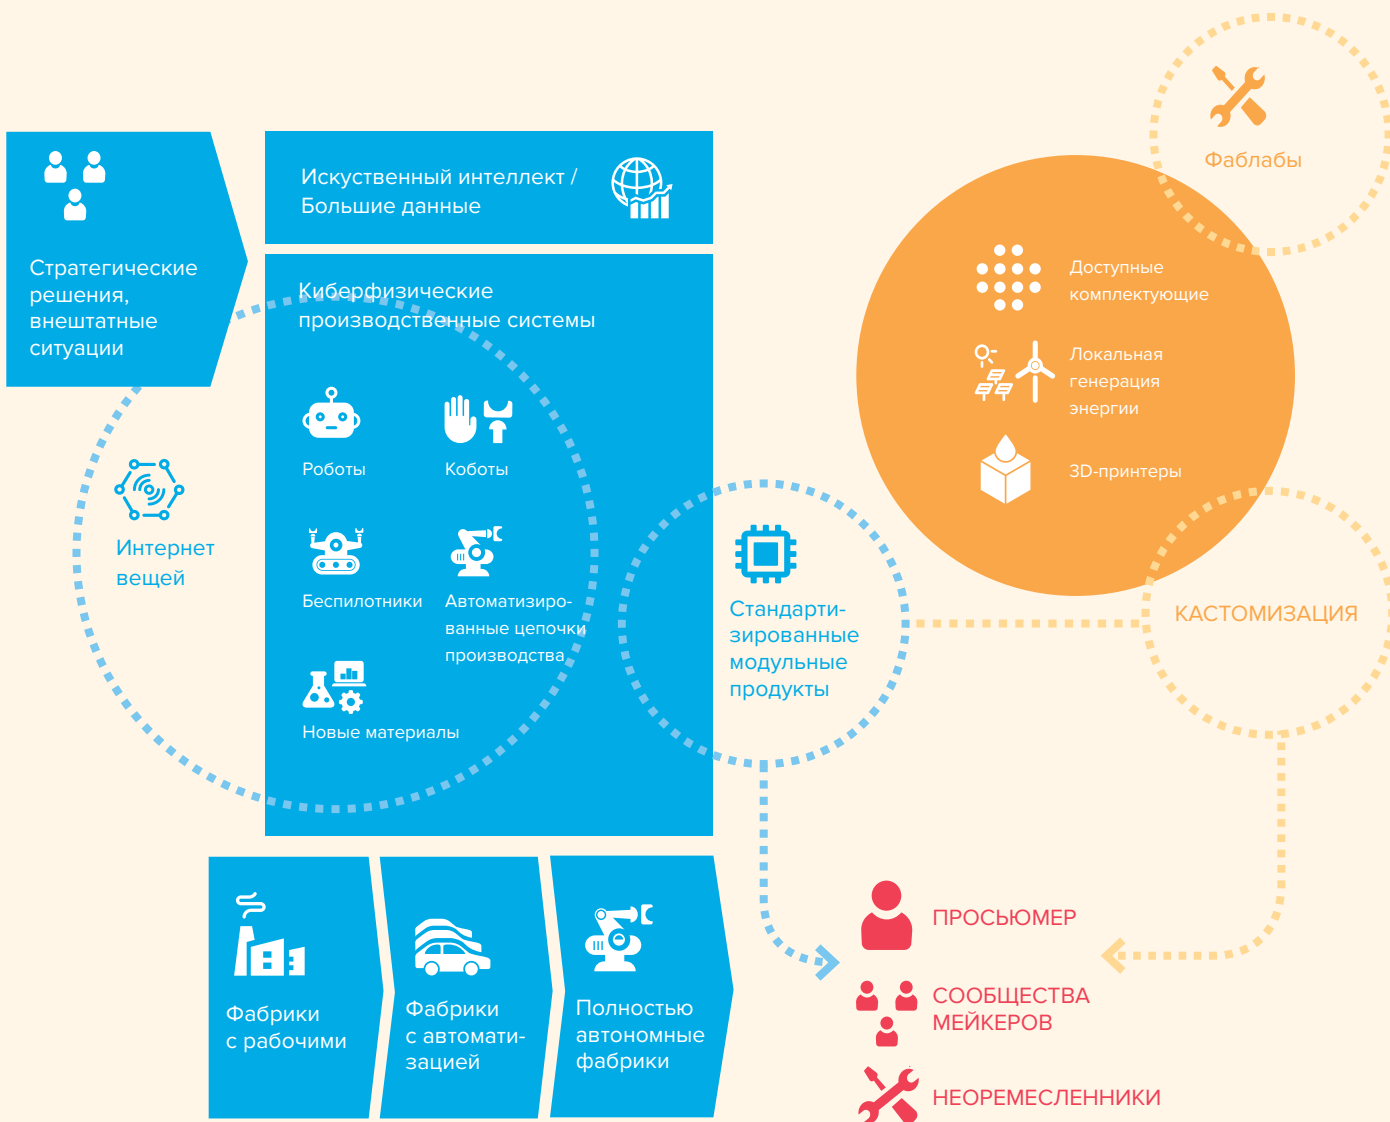 Стратегические
решения,
внештатные
ситуации
Искуственный интеллект /
Большие данные
Киберфизические
производственные системы
Роботы
Коботы
Беспилотники
Автоматизиро-
ванные цепочки
производства
Новые материалы
Интернет
вещей
Стандарти-
зированные
модульные
продукты
Фаблабы
Доступные
комплектующие
Локальная
генерация
энергии
3D-принтеры
КАСТОМИЗАЦИЯ
Фабрики
с рабочими
Фабрики
с автомати-
зацией
Полностью
автономные
фабрики
ПРОСЬЮМЕР
СООБЩЕСТВА
МЕЙКЕРОВ
НЕОРЕМЕСЛЕННИКИ